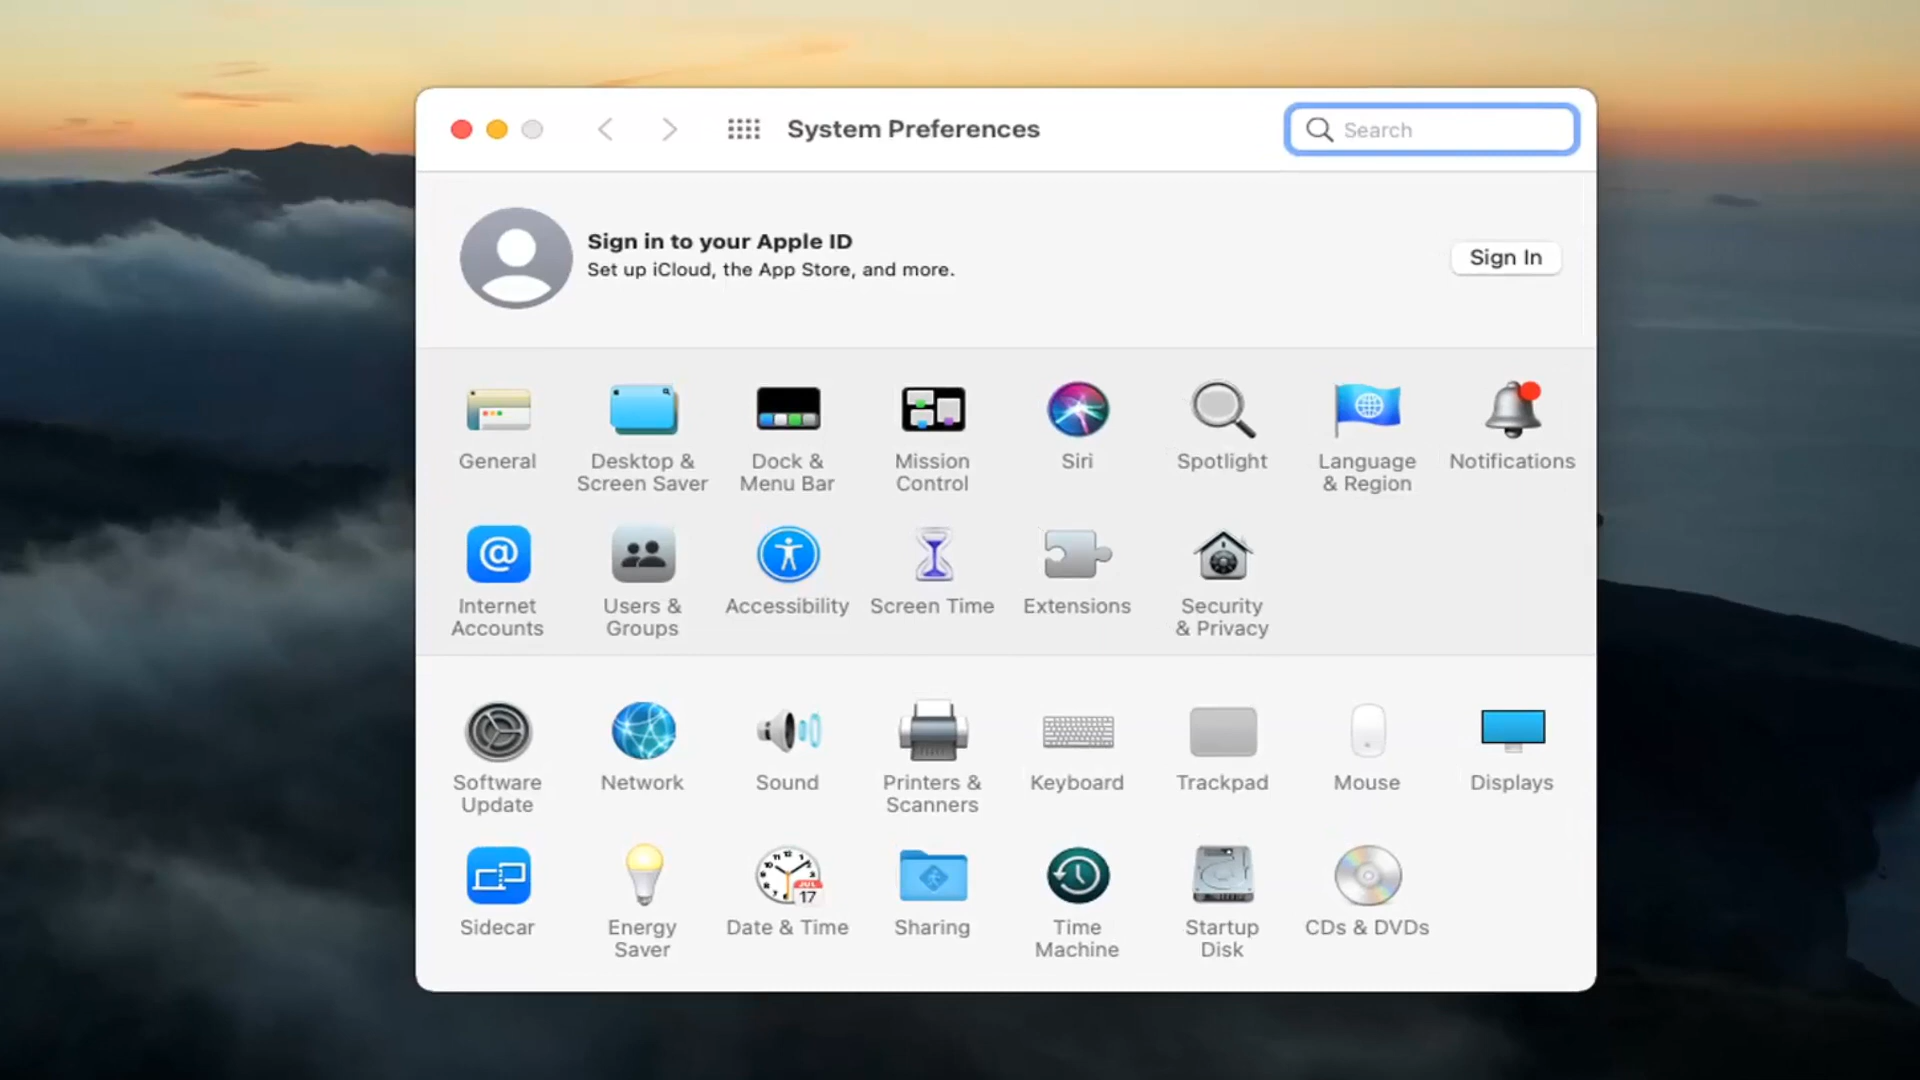 System Preferences
Search
Sign in to your Apple ID
Set up iCloud, the App Store, and more.
Sign In
General
Desktop &
Screen Saver
Dock &
Menu Bar
Mission
Control
Siri
Spotlight
Language
& Region
Notifications
@
Internet
Accounts
Users &
Groups
Accessibility
Screen Time
Extensions
Security
& Privacy
Software
Update
Network
Sound
Printers &
Scanners
Keyboard
Trackpad
Mouse
Displays
Sidecar
Energy
Saver
JUL
17
Date & Time
Sharing
Time
Machine
Startup
Disk
CDs & DVDs